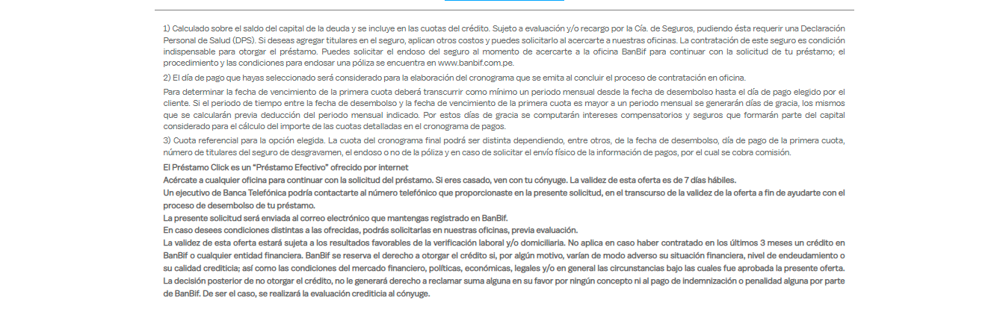 1) Calculado sobre el saldo del capital de la deuda y se incluye en las cuotas del crédito. Sujeto a evaluación y/o recargo por la Cía. de Seguros, pudiendo ésta requerir una Declaración
Personal de Salud (DPS). Si deseas agregar titulares en el seguro, aplican otros costos y puedes solicitarlo al acercarte a nuestras oficinas. La contratación de este seguro es condición
indispensable para otorgar el préstamo. Puedes solicitar el endoso del seguro al momento de acercarte a la oficina BanBif para continuar con la solicitud de tu préstamo; el
procedimiento y las condiciones para endosar una póliza se encuentra en www.banbif.com.pe.
2) El día de pago que hayas seleccionado será considerado para la elaboración del cronograma que se emita al concluir el proceso de contratación en oficina.
Para determinar la fecha de vencimiento de la primera cuota deberá transcurrir como mínimo un periodo mensual desde la fecha de desembolso hasta el día de pago elegido por el
cliente. Si el periodo de tiempo entre la fecha de desembolso y la fecha de vencimiento de la primera cuota es mayor a un periodo mensual se generarán días de gracia, los mismos
que se calcularán previa deducción del periodo mensual indicado. Por estos días de gracia se computarán intereses compensatorios y seguros que formarán parte del capital
considerado para el cálculo del importe de las cuotas detalladas en el cronograma de pagos.
3) Cuota referencial para la opción elegida. La cuota del cronograma final podrá ser distinta dependiendo, entre otros, de la fecha de desembolso, día de pago de la primera cuota,
número de titulares del seguro de desgravamen, el endoso o no de la póliza y en caso de solicitar el envío físico de la información de pagos, por el cual se cobra comisión.
El Préstamo Click es un “Préstamo Efectivo” ofrecido por internet
Acércate a cualquier oficina para continuar con la solicitud del préstamo. Si eres casado, ven con tu cónyuge. La validez de esta oferta es de 7 días hábiles.
Un ejecutivo de Banca Telefónica podría contactarte al número telefónico que proporcionaste en la presente solicitud, en el transcurso de la validez de la oferta a fin de ayudarte con el
proceso de desembolso de tu préstamo.
La presente solicitud será enviada al correo electrónico que mantengas registrado en BanBif.
En caso desees condiciones distintas a las ofrecidas, podrás solicitarlas en nuestras oficinas, previa evaluación.
La validez de esta oferta estará sujeta a los resultados favorables de la verificación laboral y/o domiciliaria. No aplica en caso haber contratado en los últimos 3 meses un crédito en
BanBif o cualquier entidad financiera. BanBif se reserva el derecho a otorgar el crédito si, por algún motivo, varían de modo adverso su situación financiera, nivel de endeudamiento o
su calidad crediticia; así como las condiciones del mercado financiero, políticas, económicas, legales y/o en general las circunstancias bajo las cuales fue aprobada la presente oferta.
La decisión posterior de no otorgar el crédito, no le generará derecho a reclamar suma alguna en su favor por ningún concepto ni al pago de indemnización o penalidad alguna por parte
de BanBif. De ser el caso, se realizará la evaluación crediticia al cónyuge.